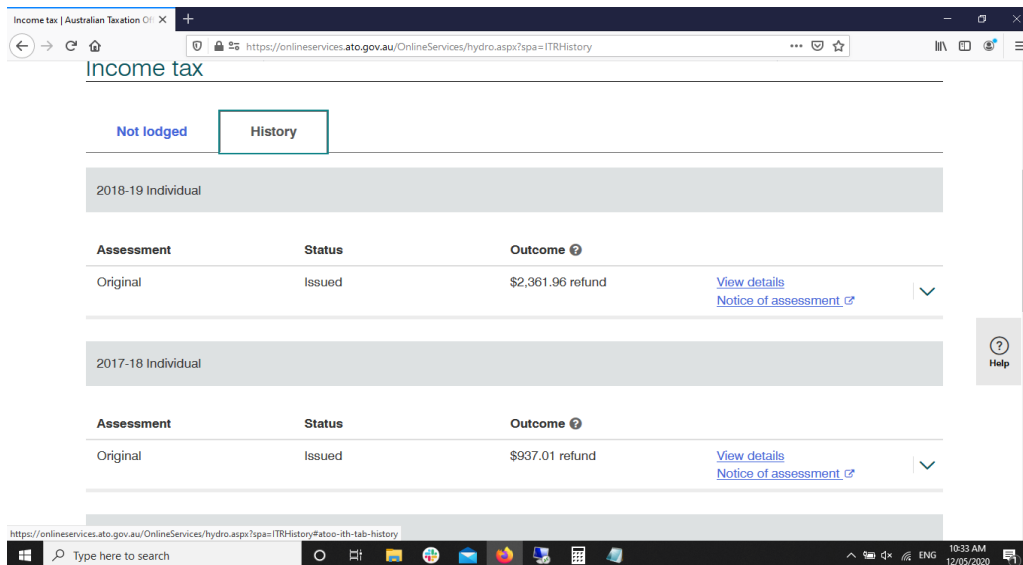 Income tax | Australian Taxation Of
https://onlineservices.ato.gov.au/OnlineServices/hydro.aspx?spa=ITRHistory
Income tax
Not lodged History
2018-19 Individual
Assessment Status Outcome ?
Original Issued $2,361.96 refund View details
Notice of assessment
2017-18 Individual
Assessment Status Outcome ?
Original Issued $937.01 refund View details
Notice of assessment
?
Help
https://onlineservices.ato.gov.au/OnlineServices/hydro.aspx?spa=ITRHistory#atoo-ith-tab-history
Type here to search
ENG
10:33 AM
12/05/2020
1